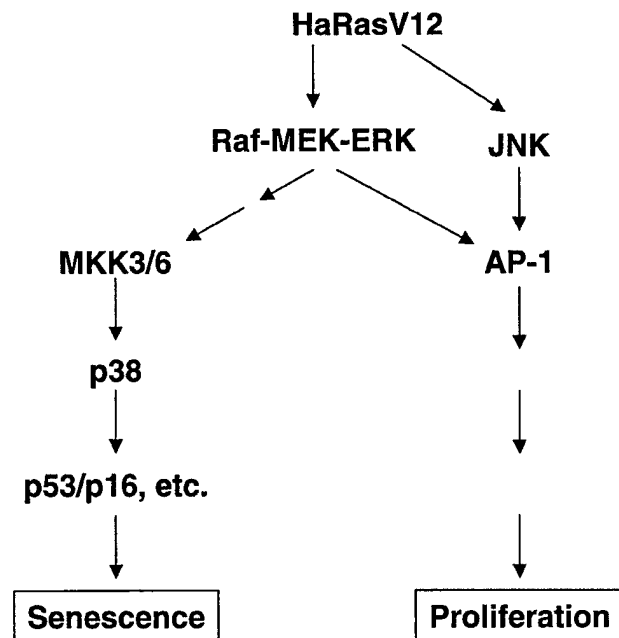 HaRasV12
Raf-MEK-ERK
JNK
MKK3/6
AP-1
p38
p53/p16, etc.
Senescence
Proliferation